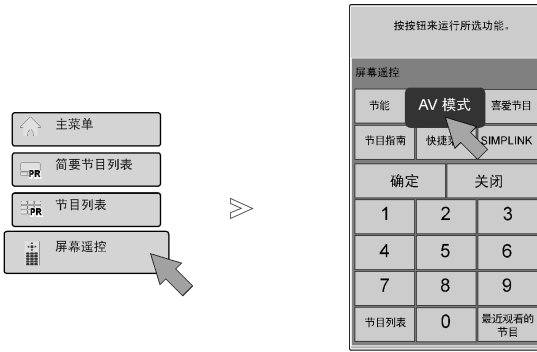 主菜单
简要节目列表
PR
节目列表
PR
屏幕遥控
按按钮来运行所选功能。
屏幕遥控
节能
AV 模式
喜爱节目
节目指南
快捷
SIMPLINK
确定
关闭
1
2
3
4
5
6
7
8
9
节目列表
0
最近观看的
节目